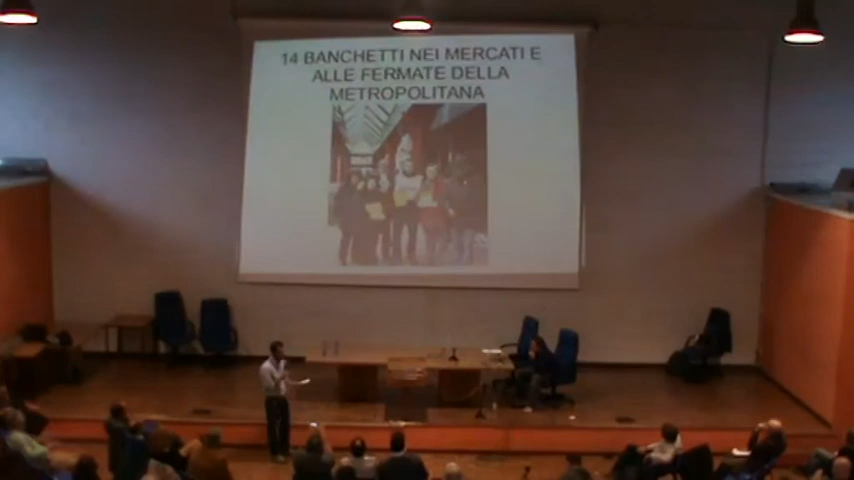 14 BANCHETTI NEI MERCATI E
ALLE FERMATE DELLA
METROPOLITANA